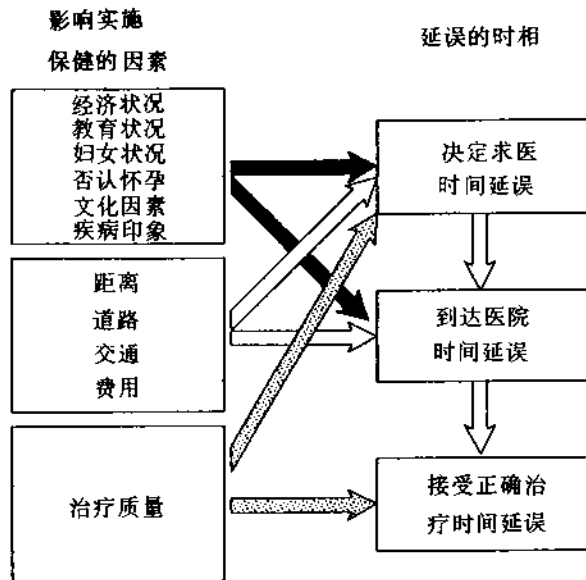 影响实施
保健的因素
延误的时相
经济状况
教育状况
妇女状况
否认怀孕
文化因素
疾病印象
决定求医
时间延误
距离
道路
交通
费用
到达医院
时间延误
治疗质量
接受正确治
疗时间延误